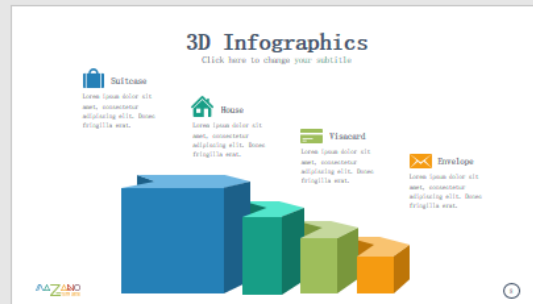 3D Infographics
Click here to change your subtitle
Suitcase
Lorem ipsum dolor sit
amet, consectetur
adipiscing elit. Donec
fringilla erat.
House
Lorem ipsum dolor sit
amet, consectetur
adipiscing elit. Donec
fringilla erat.
Visacard
Lorem ipsum dolor sit
amet, consectetur
adipiscing elit. Donec
fringilla erat.
Envelope
Lorem ipsum dolor sit
amet, consectetur
adipiscing elit. Donec
fringilla erat.